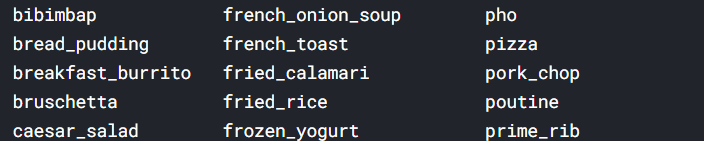 bibimbap french_onion_soup pho
bread_pudding french_toast pizza
breakfast_burrito fried_calamari pork_chop
bruschetta fried_rice poutine
caesar_salad frozen_yogurt prime_rib